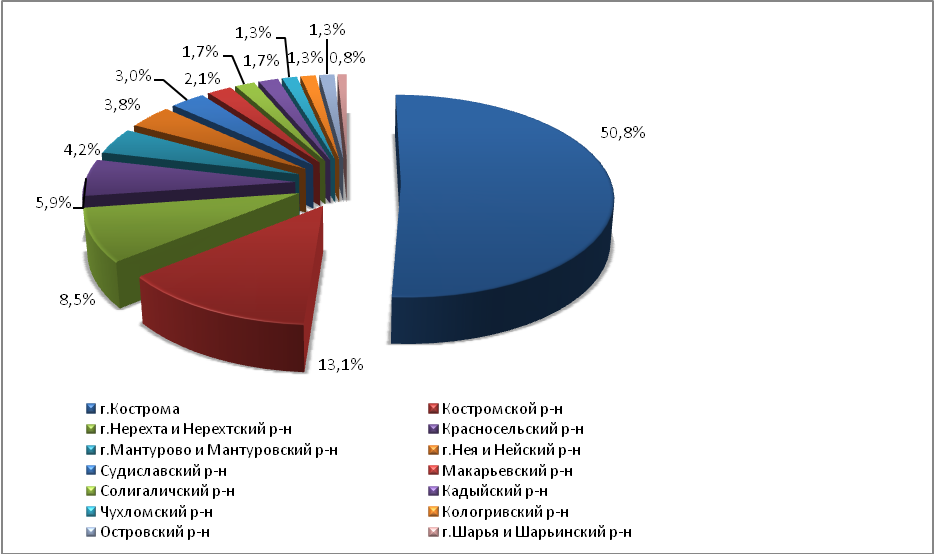 1,3%
1,3%
1,7%
1,7%
1,3%
0,8%
3,0%
2,1%
3,8%
50,8%
4,2%
5,9%
8,5%
13,1%
г.Кострома
Костромской р-н
г.Нерехта и Нерехтский р-н
Красносельский р-н
г.Мантурово и Мантуровский р-н
г.Нея и Нейский р-н
Судиславский р-н
Макарьевский р-н
Солигаличский р-н
Кадыйский р-н
Чухломский р-н
Кологривский р-н
Островский р-н
г.Шарья и Шарьинский р-н